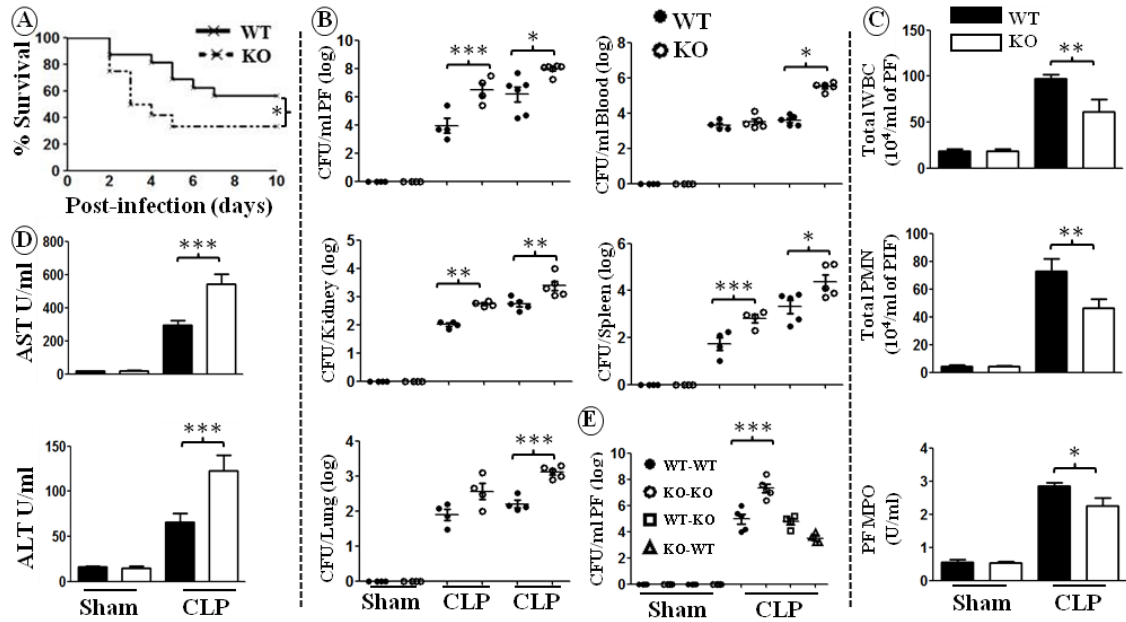 A
WT
KO
100
80
60
40
20
0
% Survival
*
0 2 4 6 8 10
Post-infection (days)
B
CFU/ml PF (log)
10
8
6
4
2
0
***
*
WT
KO
CFU/ml Blood (log)
8
6
4
2
0
*
C
WT
KO
Total WBC
(10⁴/ml of PF)
150
100
50
0
**
D
AST U/ml
800
600
400
200
0
***
CFU/Kidney (log)
5
4
3
2
1
0
**
**
CFU/Spleen (log)
6
4
2
0
***
*
Total PMN
(10⁴/ml of PIF)
100
80
60
40
20
0
**
ALT U/ml
150
100
50
0
***
Sham
CLP
CFU/Lung (log)
5
4
3
2
1
0
***
Sham
CLP
CLP
E
CFU/ml PF (log)
10
8
6
4
2
0
WT-WT
KO-KO
WT-KO
KO-WT
***
Sham
CLP
PF MPO
(U/ml)
4
3
2
1
0
*
Sham
CLP